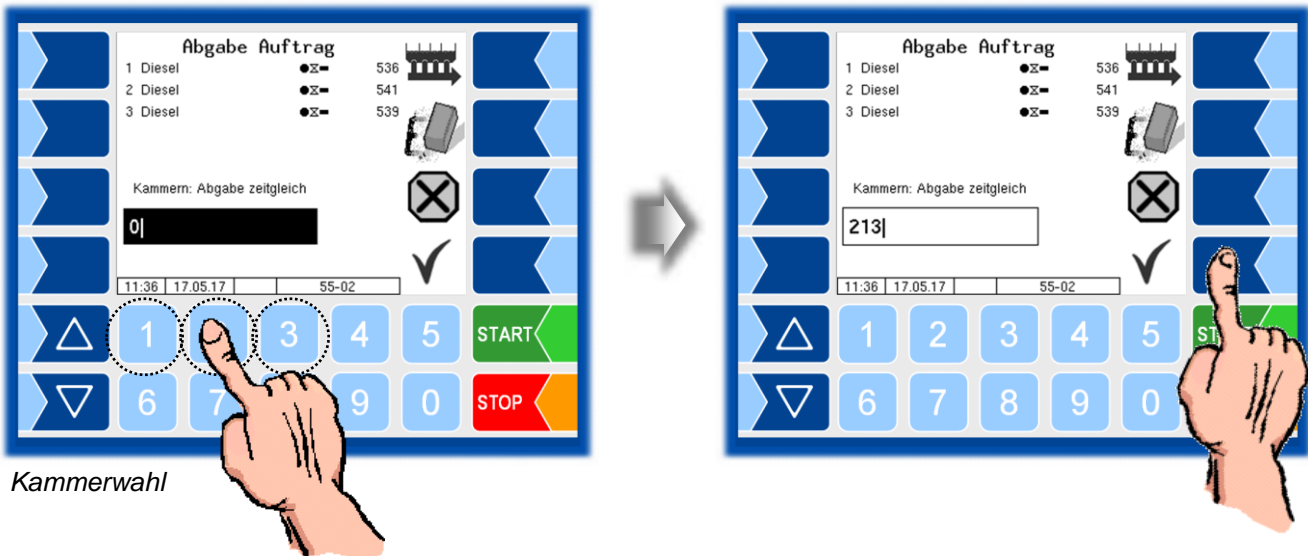 Abgabe Auftrag
1 Diesel 536
2 Diesel 541
3 Diesel 539
Kammern: Abgabe zeitgleich
0
11:36 17.05.17 55-02
1 3 4 5 START
6 7 9 0 STOP
Kammerwahl
Abgabe Auftrag
1 Diesel 536
2 Diesel 541
3 Diesel 539
Kammern: Abgabe zeitgleich
213
11:36 17.05.17 55-02
1 2 3 4 5
6 7 8 9 0